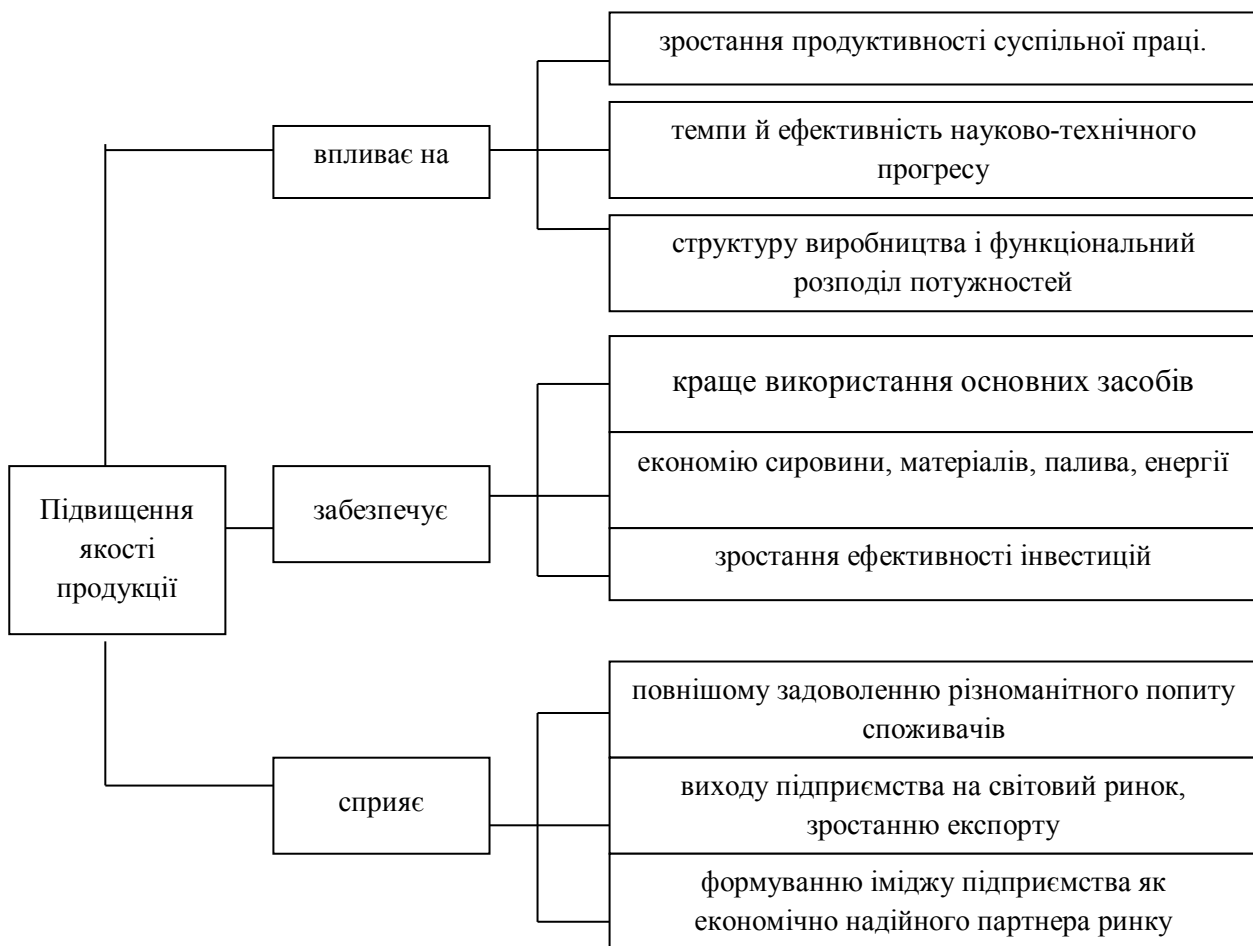 зростання продуктивності суспільної праці.
впливає на
темпи й ефективність науково-технічного
прогресу
структуру виробництва і функціональний
розподіл потужностей
Підвищення
якості
продукції
забезпечує
краще використання основних засобів
економію сировини, матеріалів, палива, енергії
зростання ефективності інвестицій
сприяє
повнішому задоволенню різноманітного попиту
споживачів
виходу підприємства на світовий ринок,
зростанню експорту
формуванню іміджу підприємства як
економічно надійного партнера ринку